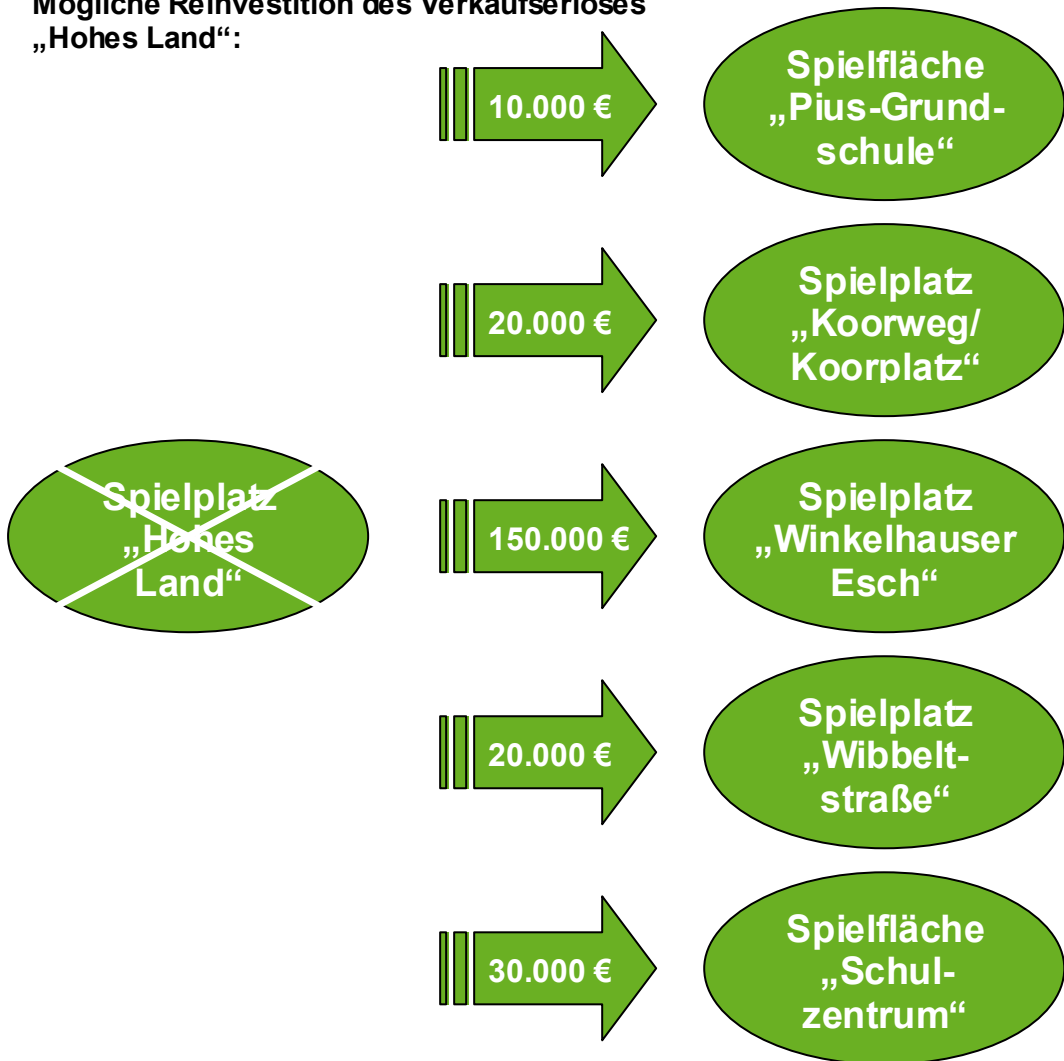 Mögliche Reinvestition des Verkaufserlöses
„Hohes Land“:
10.000 €
Spielfläche
„Pius-Grund-
schule“
20.000 €
Spielplatz
„Koorweg/
Koorplatz“
Spielplatz
„Hohes
Land“
150.000 €
Spielplatz
„Winkelhauser
Esch“
20.000 €
Spielplatz
„Wibbelt-
straße“
30.000 €
Spielfläche
„Schul-
zentrum“